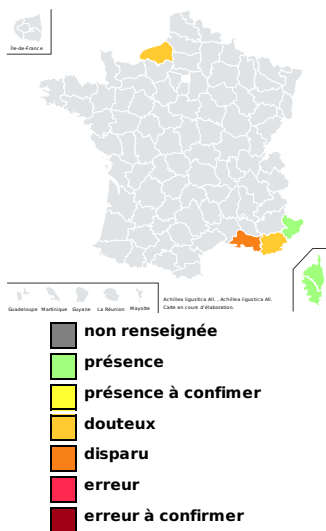 Île-de-France
Guadeloupe Martinique Guyane La Réunion Mayotte
Achillea ligustica All. , Achillea ligustica All.
Carte en cours d'élaboration.
non renseignée
présence
présence à confimer
douteux
disparu
erreur
erreur à confirmer